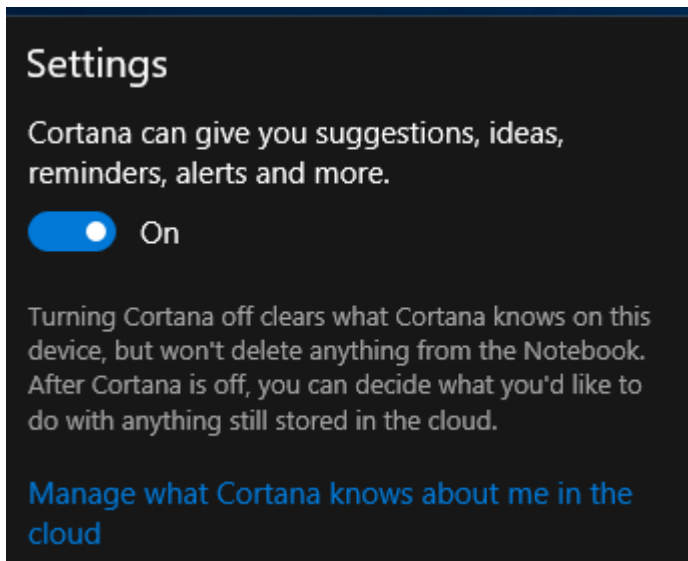 Settings
Cortana can give you suggestions, ideas,
reminders, alerts and more.
On
Turning Cortana off clears what Cortana knows on this
device, but won't delete anything from the Notebook.
After Cortana is off, you can decide what you'd like to
do with anything still stored in the cloud.
Manage what Cortana knows about me in the
cloud